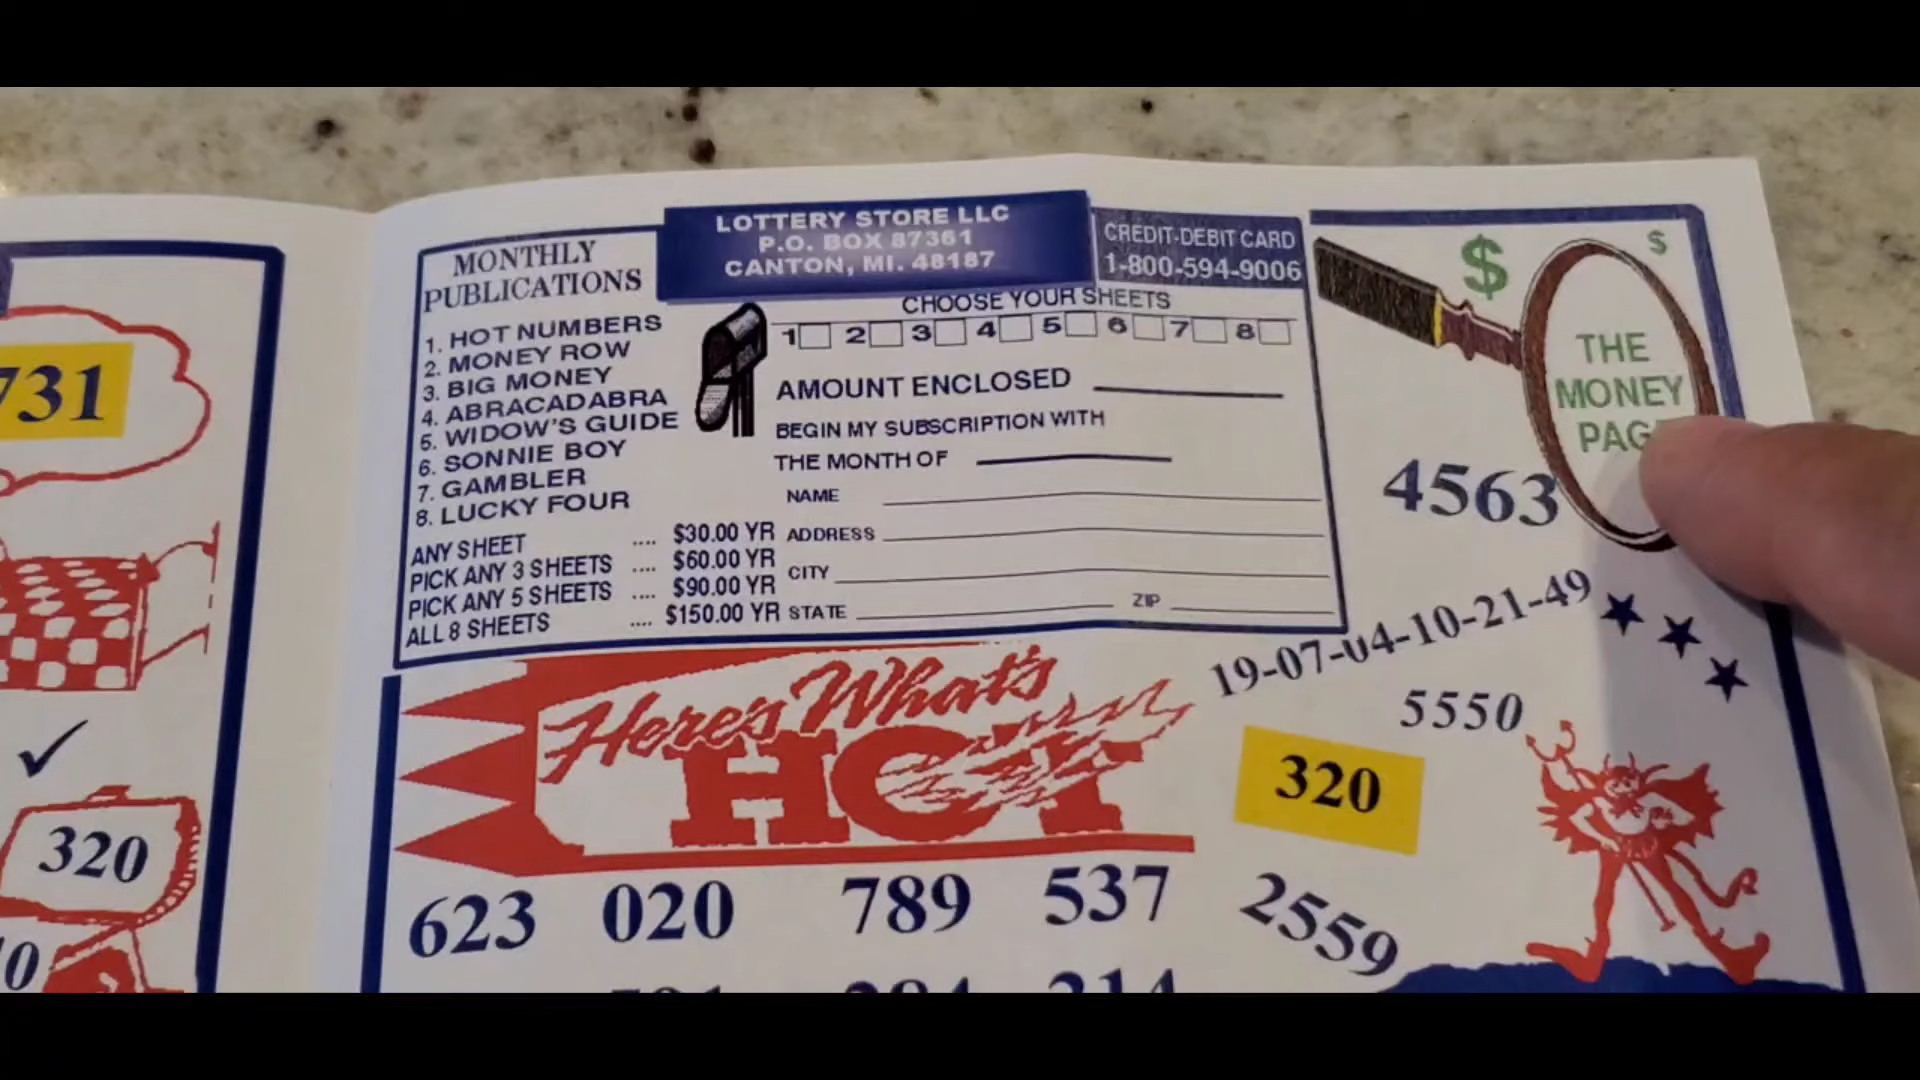 731
320
LOTTERY STORE LLC
P.O. BOX 87361
CANTON, MI. 48187
CREDIT-DEBIT CARD
1-800-594-9006
MONTHLY
PUBLICATIONS
1. HOT NUMBERS
2. MONEY ROW
3. BIG MONEY
4. ABRACADABRA
5. WIDOW'S GUIDE
6. SONNIE BOY
7. GAMBLER
8. LUCKY FOUR
ANY SHEET .... $30.00 YR
PICK ANY 3 SHEETS .... $60.00 YR
PICK ANY 5 SHEETS .... $90.00 YR
ALL 8 SHEETS .... $150.00 YR
CHOOSE YOUR SHEETS
1 2 3 4 5 6 7 8
AMOUNT ENCLOSED
BEGIN MY SUBSCRIPTION WITH
THE MONTH OF
NAME
ADDRESS
CITY
STATE ZIP
$ $
THE
MONEY
4563
19-07-04-10-21-49
5550
320
2559
Here's What's
HOT
623 020 789 537